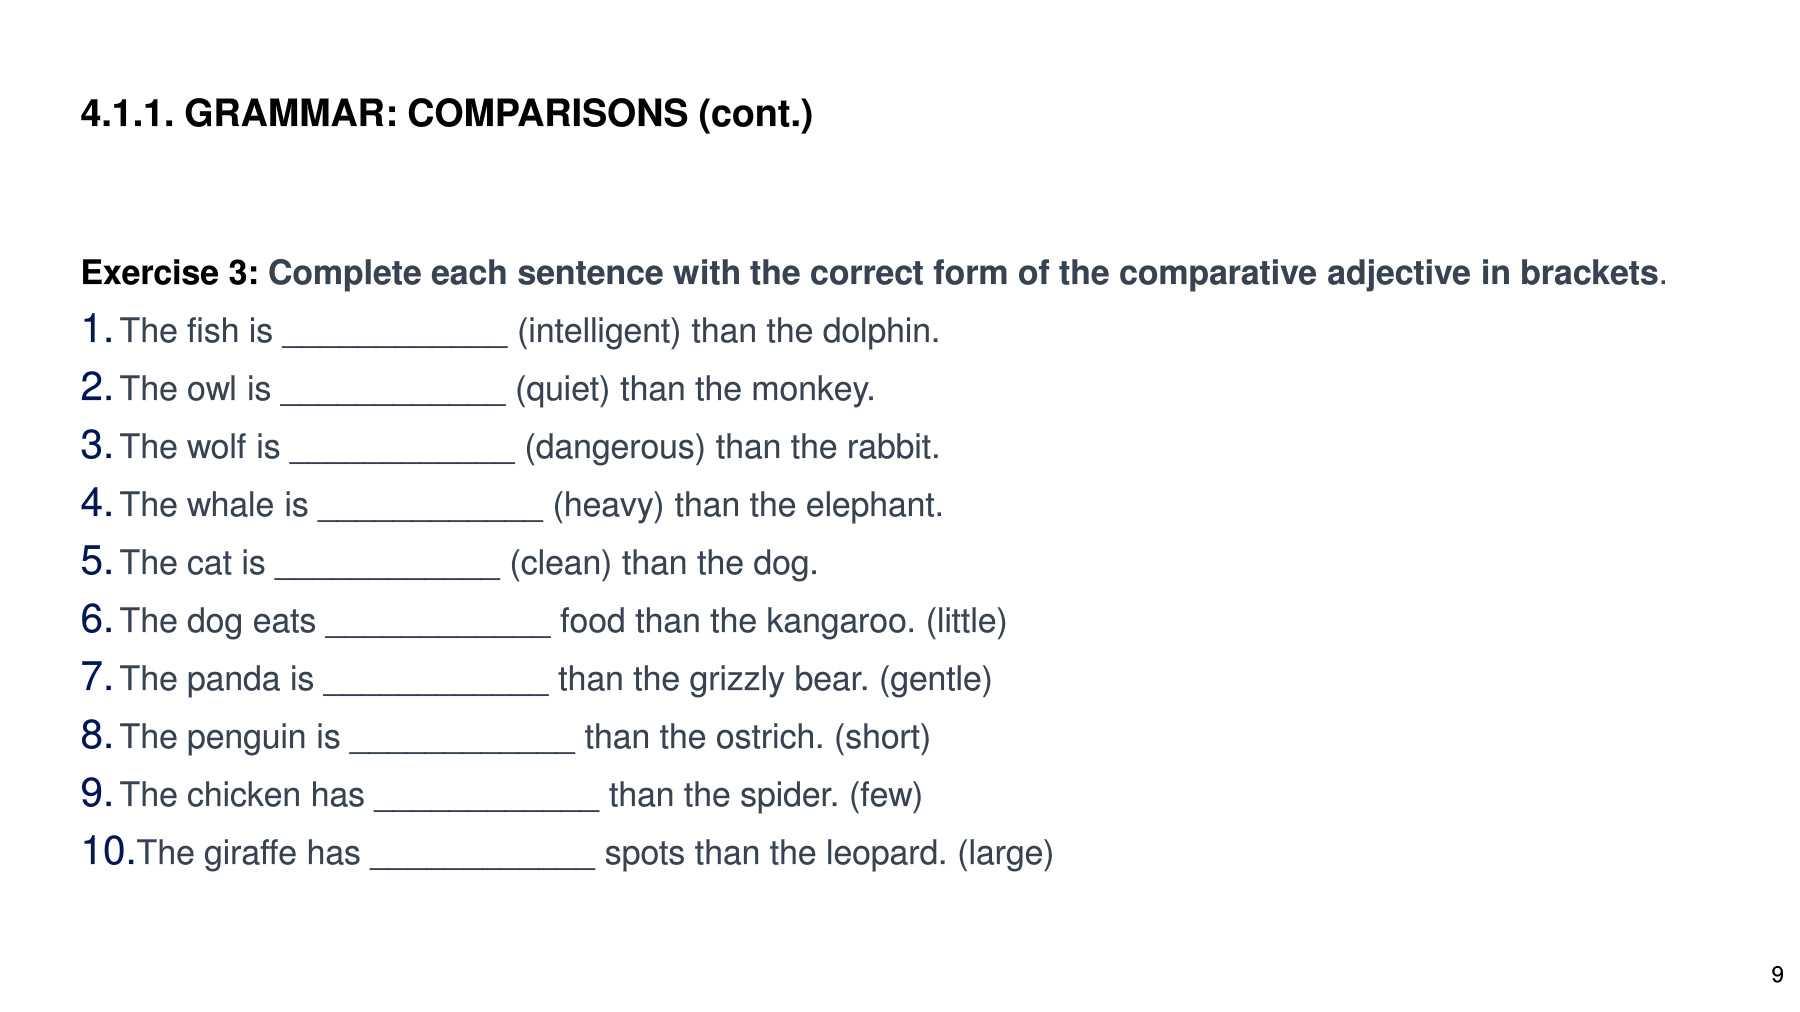 4.1.1. GRAMMAR: COMPARISONS (cont.)
Exercise 3: Complete each sentence with the correct form of the comparative adjective in brackets.
1. The fish is ____________ (intelligent) than the dolphin.
2. The owl is ____________ (quiet) than the monkey.
3. The wolf is ____________ (dangerous) than the rabbit.
4. The whale is ____________ (heavy) than the elephant.
5. The cat is ____________ (clean) than the dog.
6. The dog eats ____________ food than the kangaroo. (little)
7. The panda is ____________ than the grizzly bear. (gentle)
8. The penguin is ____________ than the ostrich. (short)
9. The chicken has ____________ than the spider. (few)
10.The giraffe has ____________ spots than the leopard. (large)
9